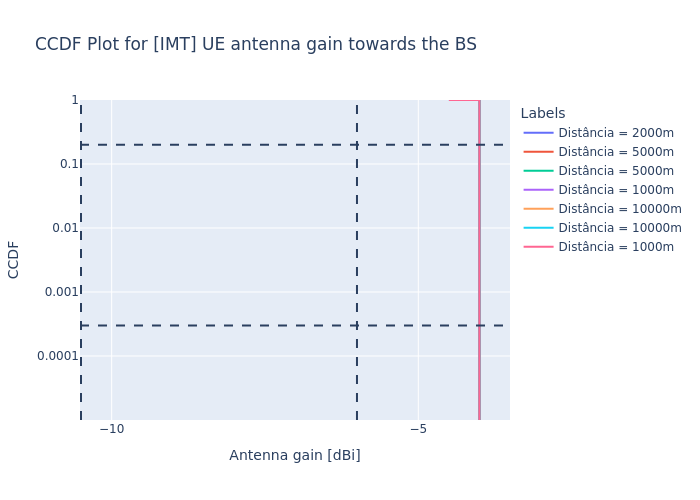 CCDF Plot for [IMT] UE antenna gain towards the BS
1
0.1
0.01
0.001
0.0001
CCDF
−10
−5
Antenna gain [dBi]
Labels
Distância = 2000m
Distância = 5000m
Distância = 5000m
Distância = 1000m
Distância = 10000m
Distância = 10000m
Distância = 1000m